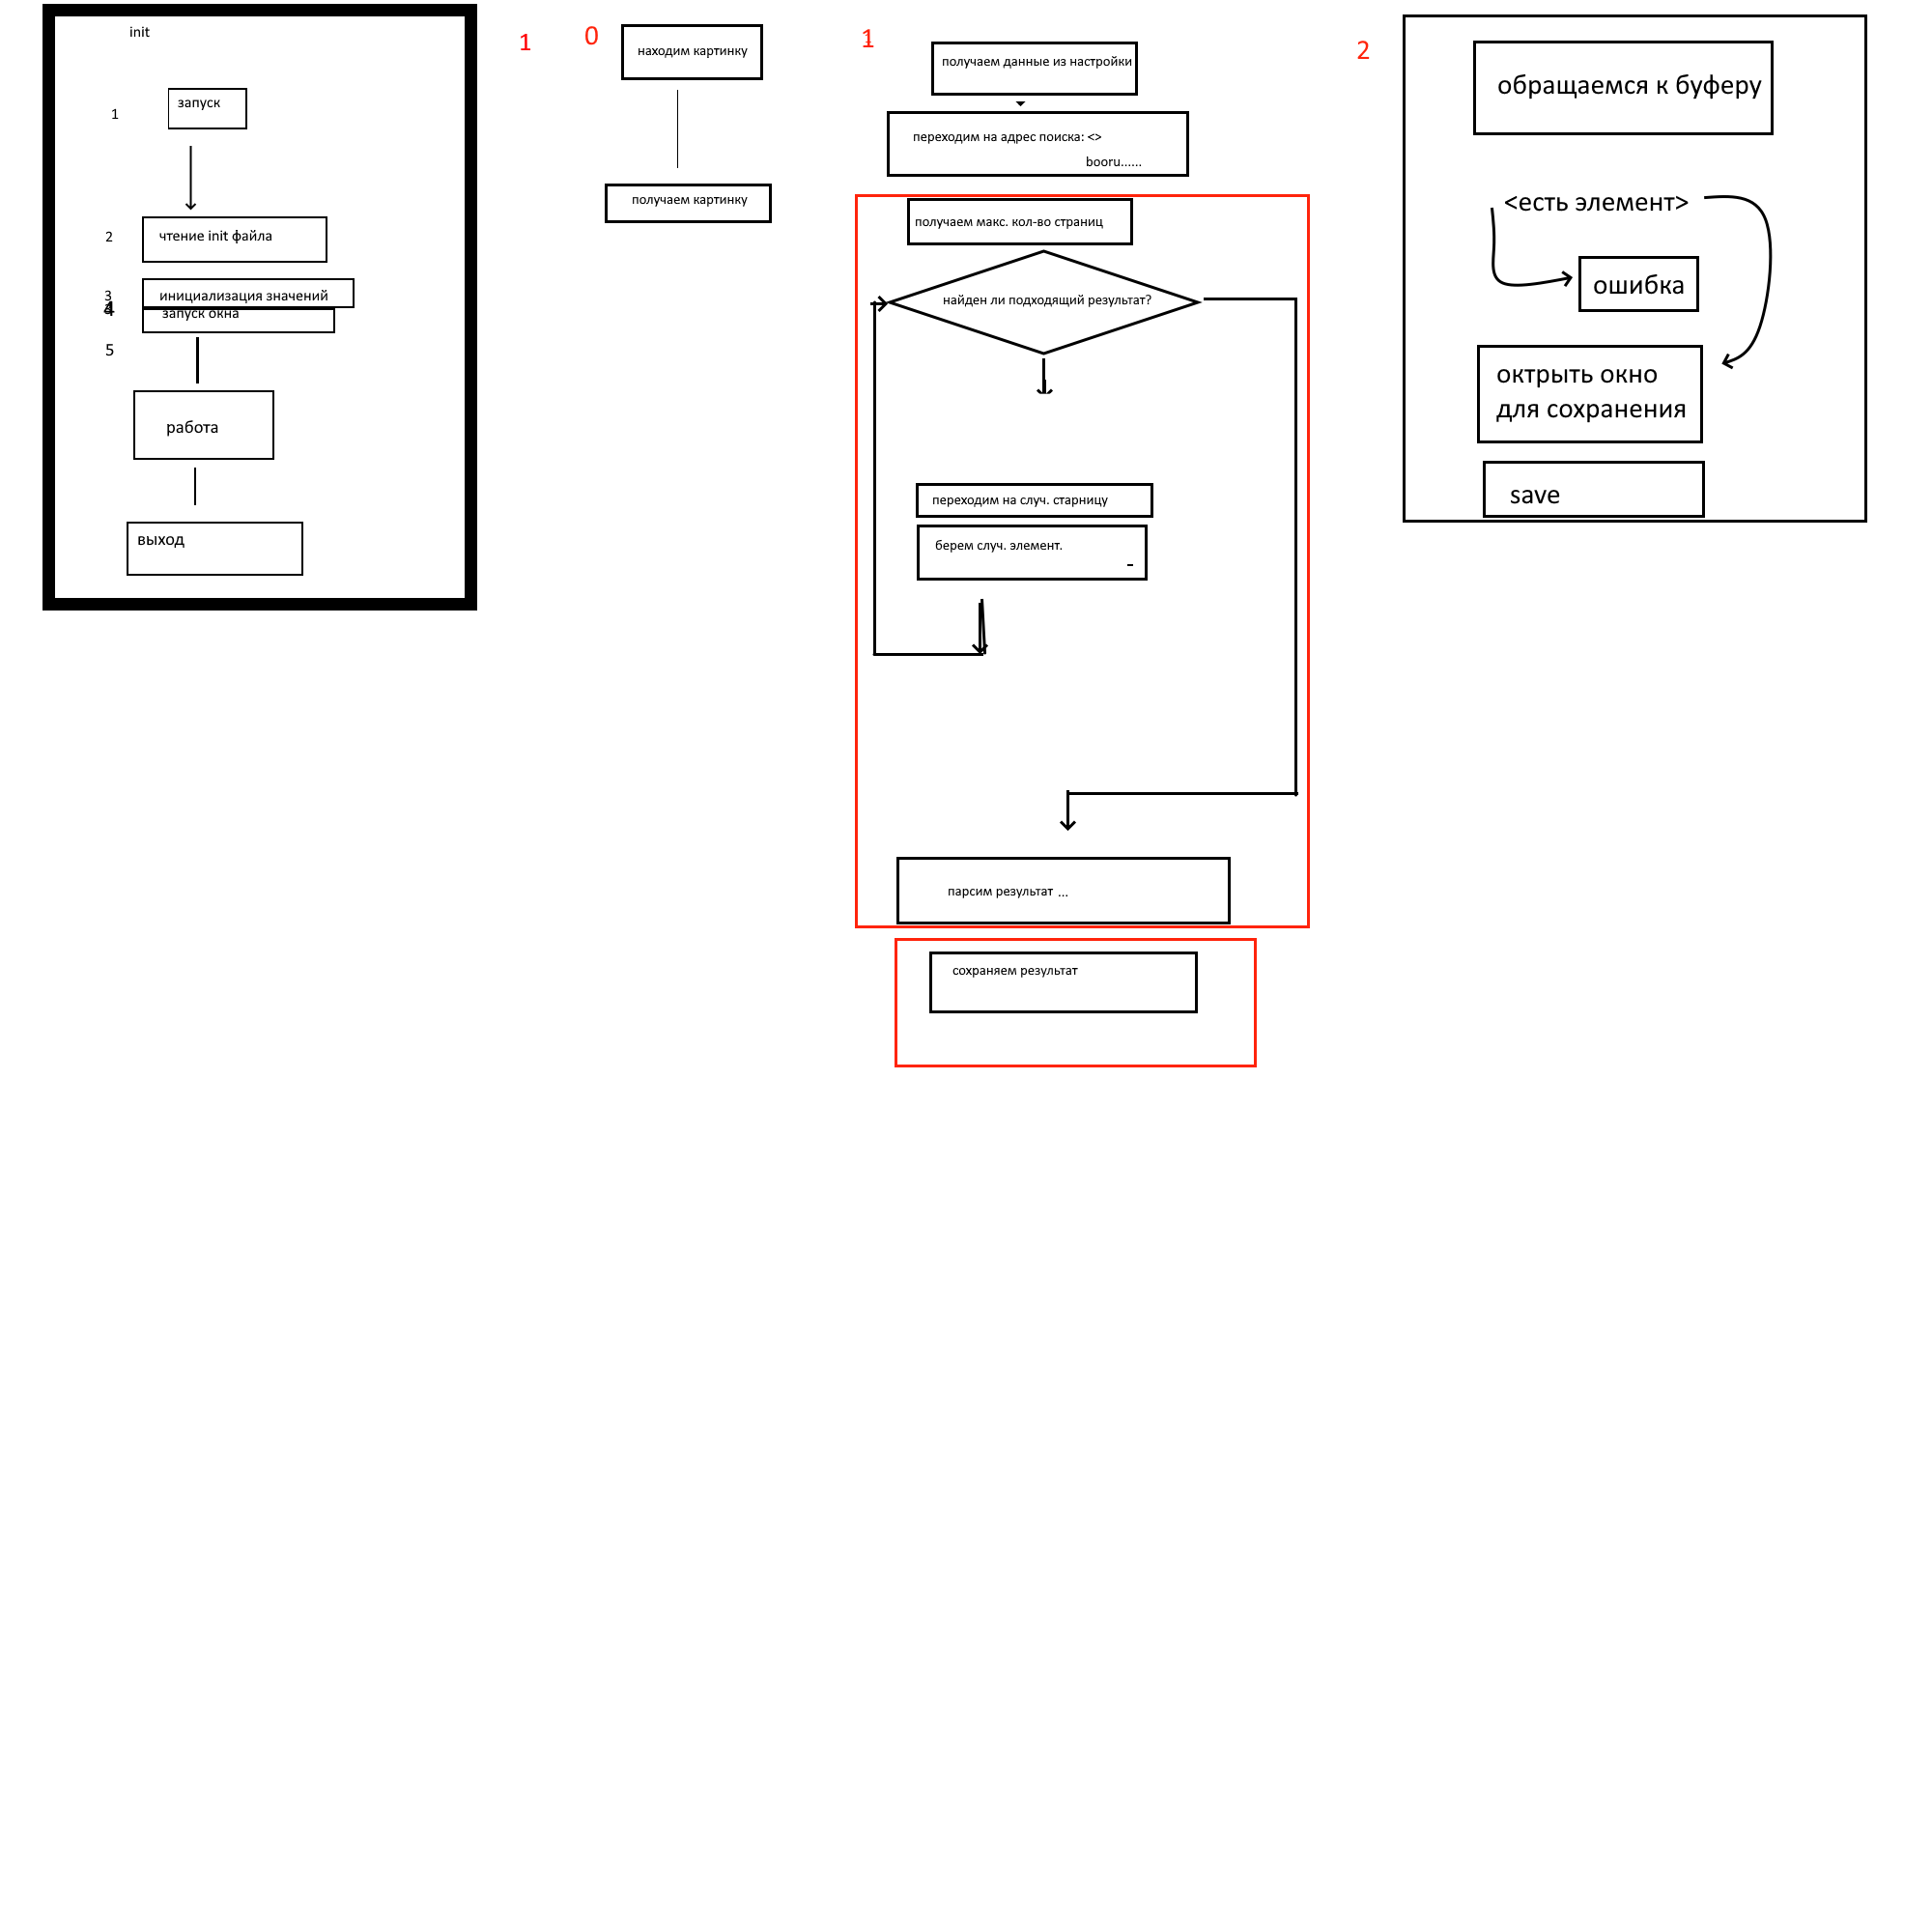 init
1
запуск
2
чтение init файла
3
инициализация значений
4
запуск окна
5
работа
выход
1
0
находим картинку
получаем картинку
1
получаем данные из настройки
переходим на адрес поиска: <>
booru......
получаем макс. кол-во страниц
найден ли подходящий результат?
переходим на случ. старницу
берем случ. элемент.
-
парсим результат ...
сохраняем результат
2
обращаемся к буферу
<есть элемент>
ошибка
октрыть окно
для сохранения
save